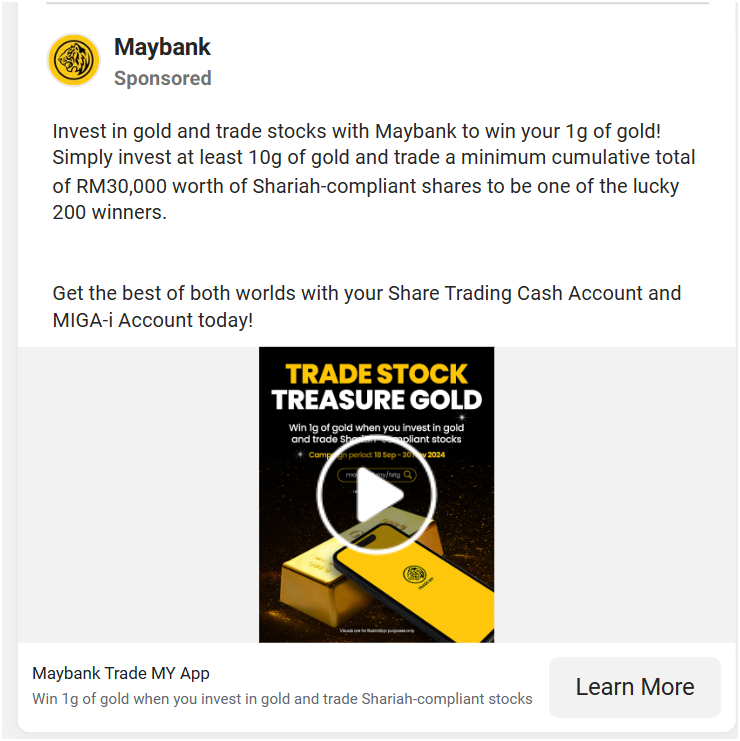 Maybank
Sponsored
Invest in gold and trade stocks with Maybank to win your 1g of gold!
Simply invest at least 10g of gold and trade a minimum cumulative total
of RM30,000 worth of Shariah-compliant shares to be one of the lucky
200 winners.
Get the best of both worlds with your Share Trading Cash Account and
MIGA-i Account today!
TRADE STOCK
TREASURE GOLD
Win 1g of gold when you invest in gold
and trade Shariah-compliant stocks
Campaign period: 18 Sep - 30 Nov 2024
Visuals are for illustration purposes only
Maybank Trade MY App
Win 1g of gold when you invest in gold and trade Shariah-compliant stocks
Learn More